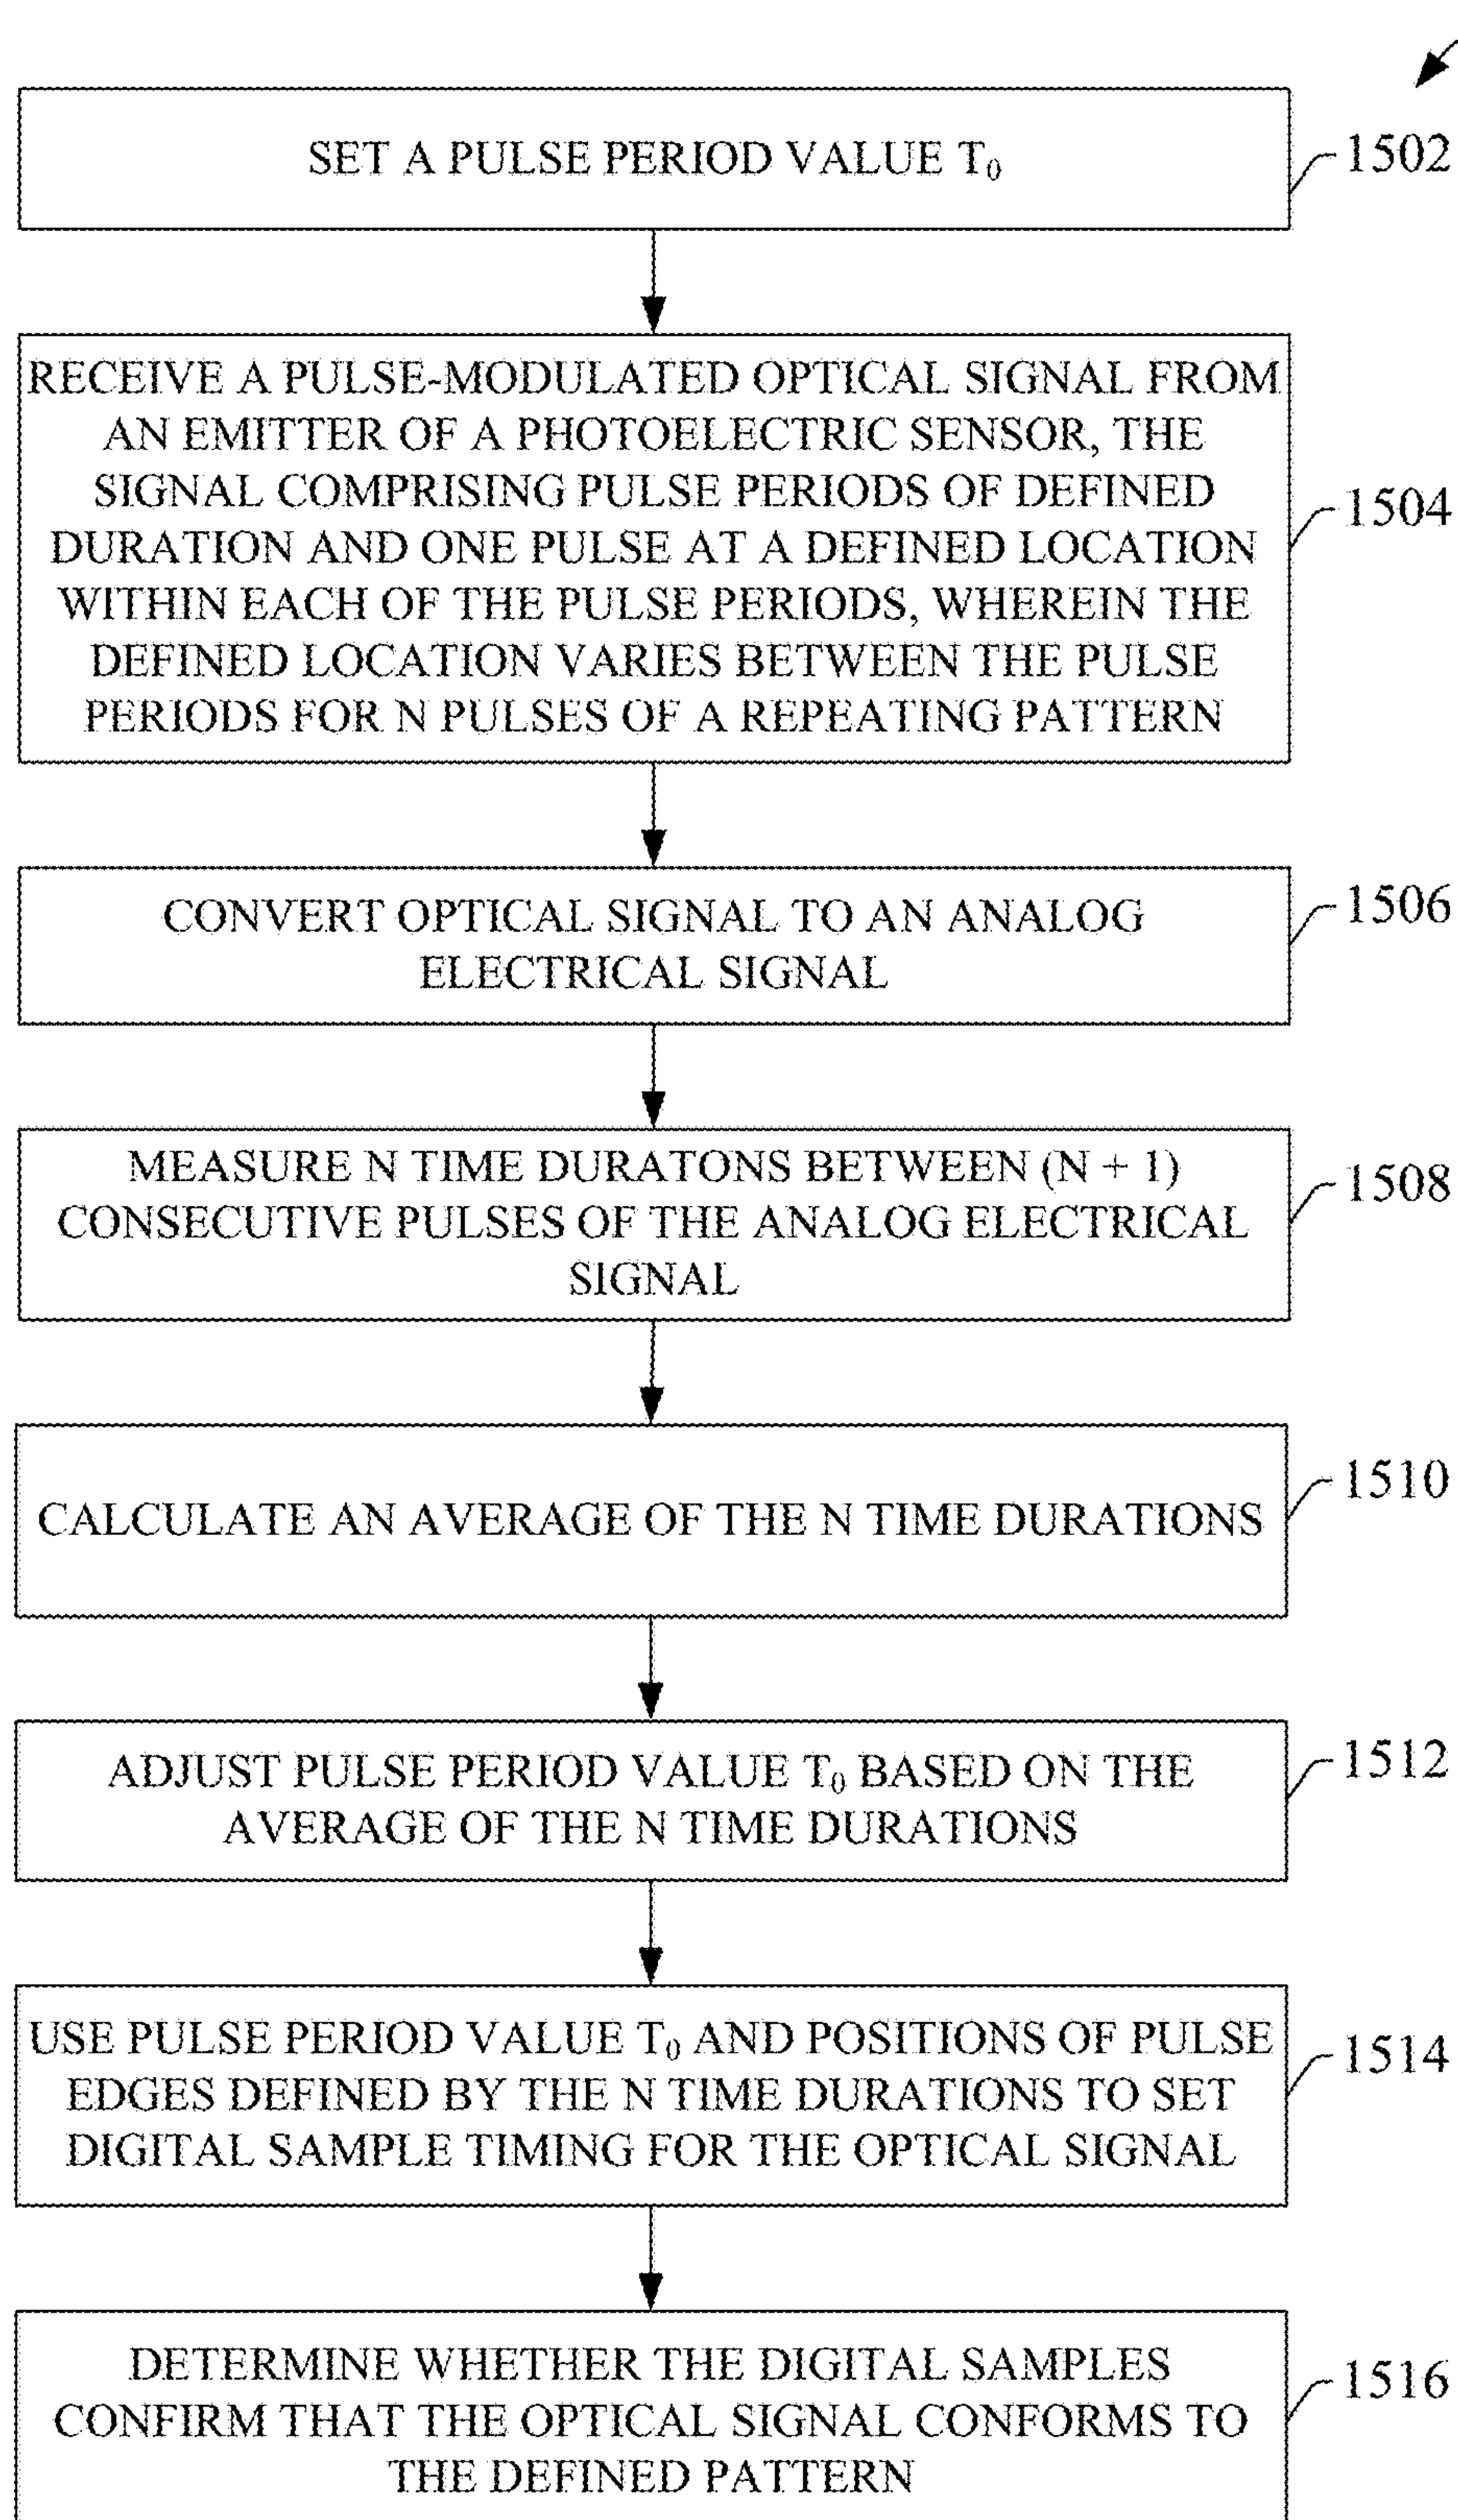 SET A PULSE PERIOD VALUE T₀
1502
RECEIVE A PULSE-MODULATED OPTICAL SIGNAL FROM
AN EMITTER OF A PHOTOELECTRIC SENSOR, THE
SIGNAL COMPRISING PULSE PERIODS OF DEFINED
DURATION AND ONE PULSE AT A DEFINED LOCATION
WITHIN EACH OF THE PULSE PERIODS, WHEREIN THE
DEFINED LOCATION VARIES BETWEEN THE PULSE
PERIODS FOR N PULSES OF A REPEATING PATTERN
1504
CONVERT OPTICAL SIGNAL TO AN ANALOG
ELECTRICAL SIGNAL
1506
MEASURE N TIME DURATONS BETWEEN (N + 1)
CONSECUTIVE PULSES OF THE ANALOG ELECTRICAL
SIGNAL
1508
CALCULATE AN AVERAGE OF THE N TIME DURATIONS
1510
ADJUST PULSE PERIOD VALUE T₀ BASED ON THE
AVERAGE OF THE N TIME DURATIONS
1512
USE PULSE PERIOD VALUE T₀ AND POSITIONS OF PULSE
EDGES DEFINED BY THE N TIME DURATIONS TO SET
DIGITAL SAMPLE TIMING FOR THE OPTICAL SIGNAL
1514
DETERMINE WHETHER THE DIGITAL SAMPLES
CONFIRM THAT THE OPTICAL SIGNAL CONFORMS TO
THE DEFINED PATTERN
1516